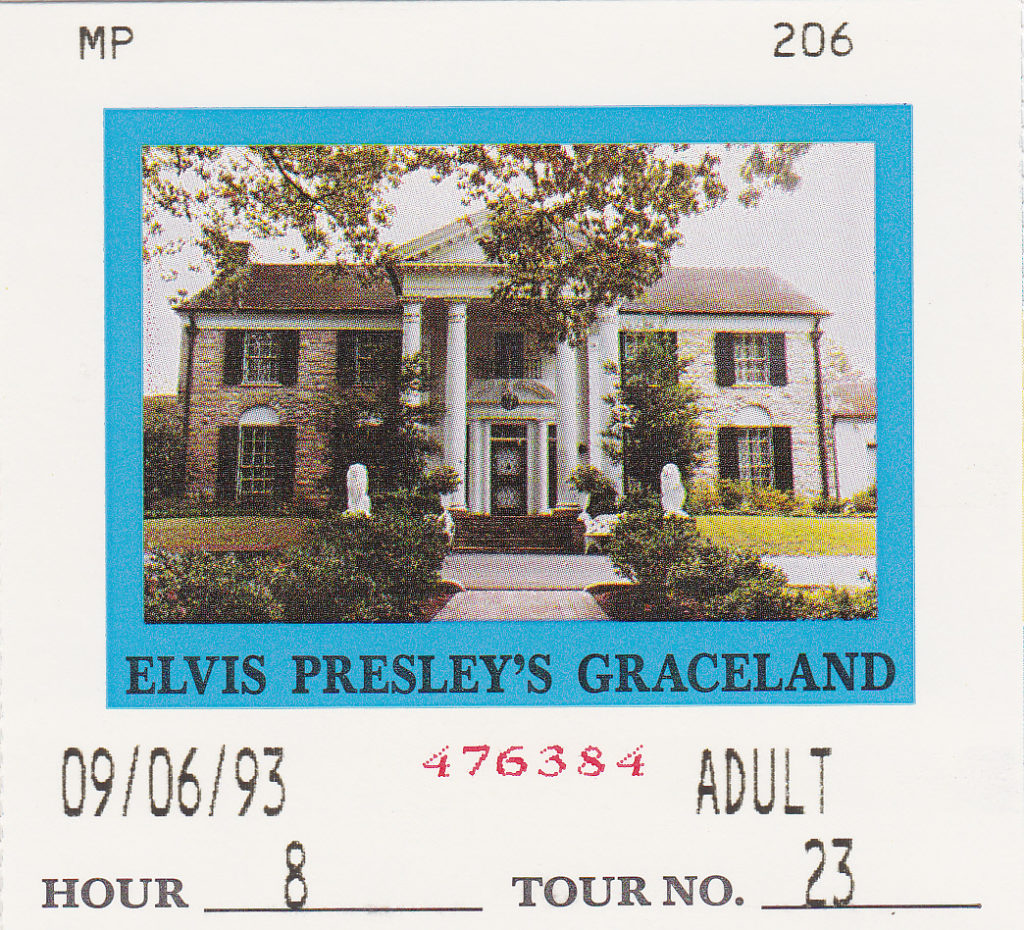 MP 206
ELVIS PRESLEY'S GRACELAND
09/06/93 476384 ADULT
HOUR 8 TOUR NO. 23